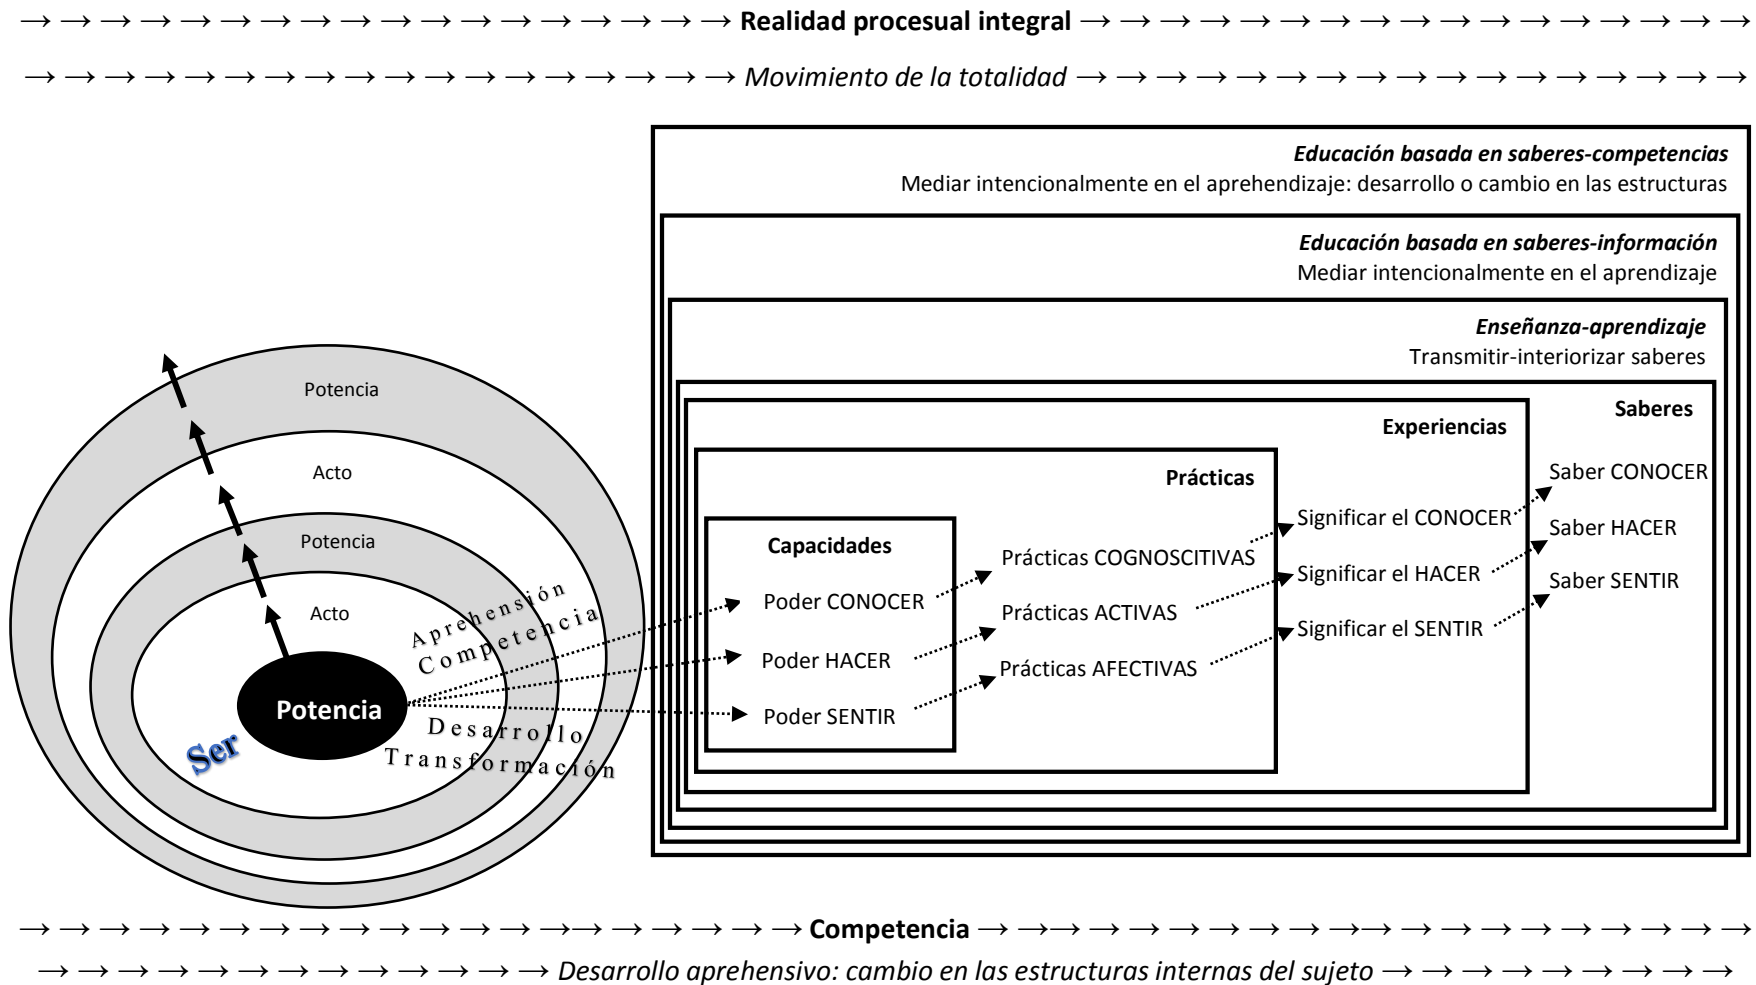 → → → → → → → → → → → → → → → → → → Realidad procesual integral → → → → → → → → → → → → → → → → →
→ → → → → → → → → → → → → → → → → → Movimiento de la totalidad → → → → → → → → → → → → → → → → →
Educación basada en saberes-competencias
Mediar intencionalmente en el aprehendizaje: desarrollo o cambio en las estructuras
Educación basada en saberes-información
Mediar intencionalmente en el aprendizaje
Enseñanza-aprendizaje
Transmitir-interiorizar saberes
Potencia
Acto
Potencia
Acto
Potencia
Ser
Aprehensión
Competencia
Desarrollo
Transformación
Capacidades
Poder CONOCER
Poder HACER
Poder SENTIR
Prácticas
Prácticas COGNOSCITIVAS
Prácticas ACTIVAS
Prácticas AFECTIVAS
Experiencias
Significar el CONOCER
Significar el HACER
Significar el SENTIR
Saberes
Saber CONOCER
Saber HACER
Saber SENTIR
→ → → → → → → → → → → → → → → → → → → → Competencia → → → → → → → → → → → → → → → → → → → →
→ → → → → → → → → → → → → Desarrollo aprehensivo: cambio en las estructuras internas del sujeto → → → → → → → → →